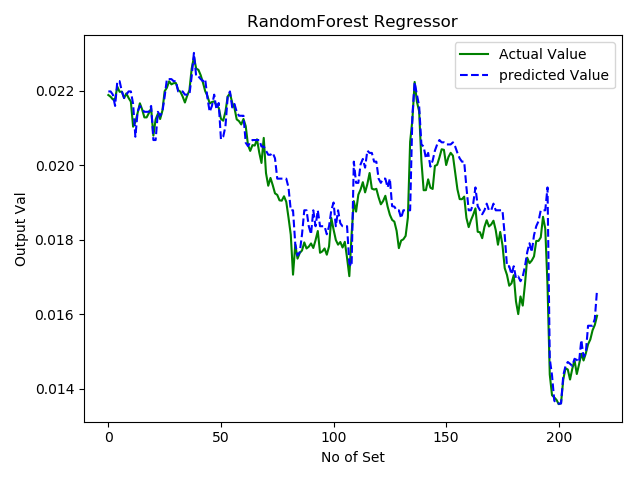 RandomForest Regressor
Actual Value
predicted Value
Output Val
0.022
0.020
0.018
0.016
0.014
0
50
100
150
200
No of Set